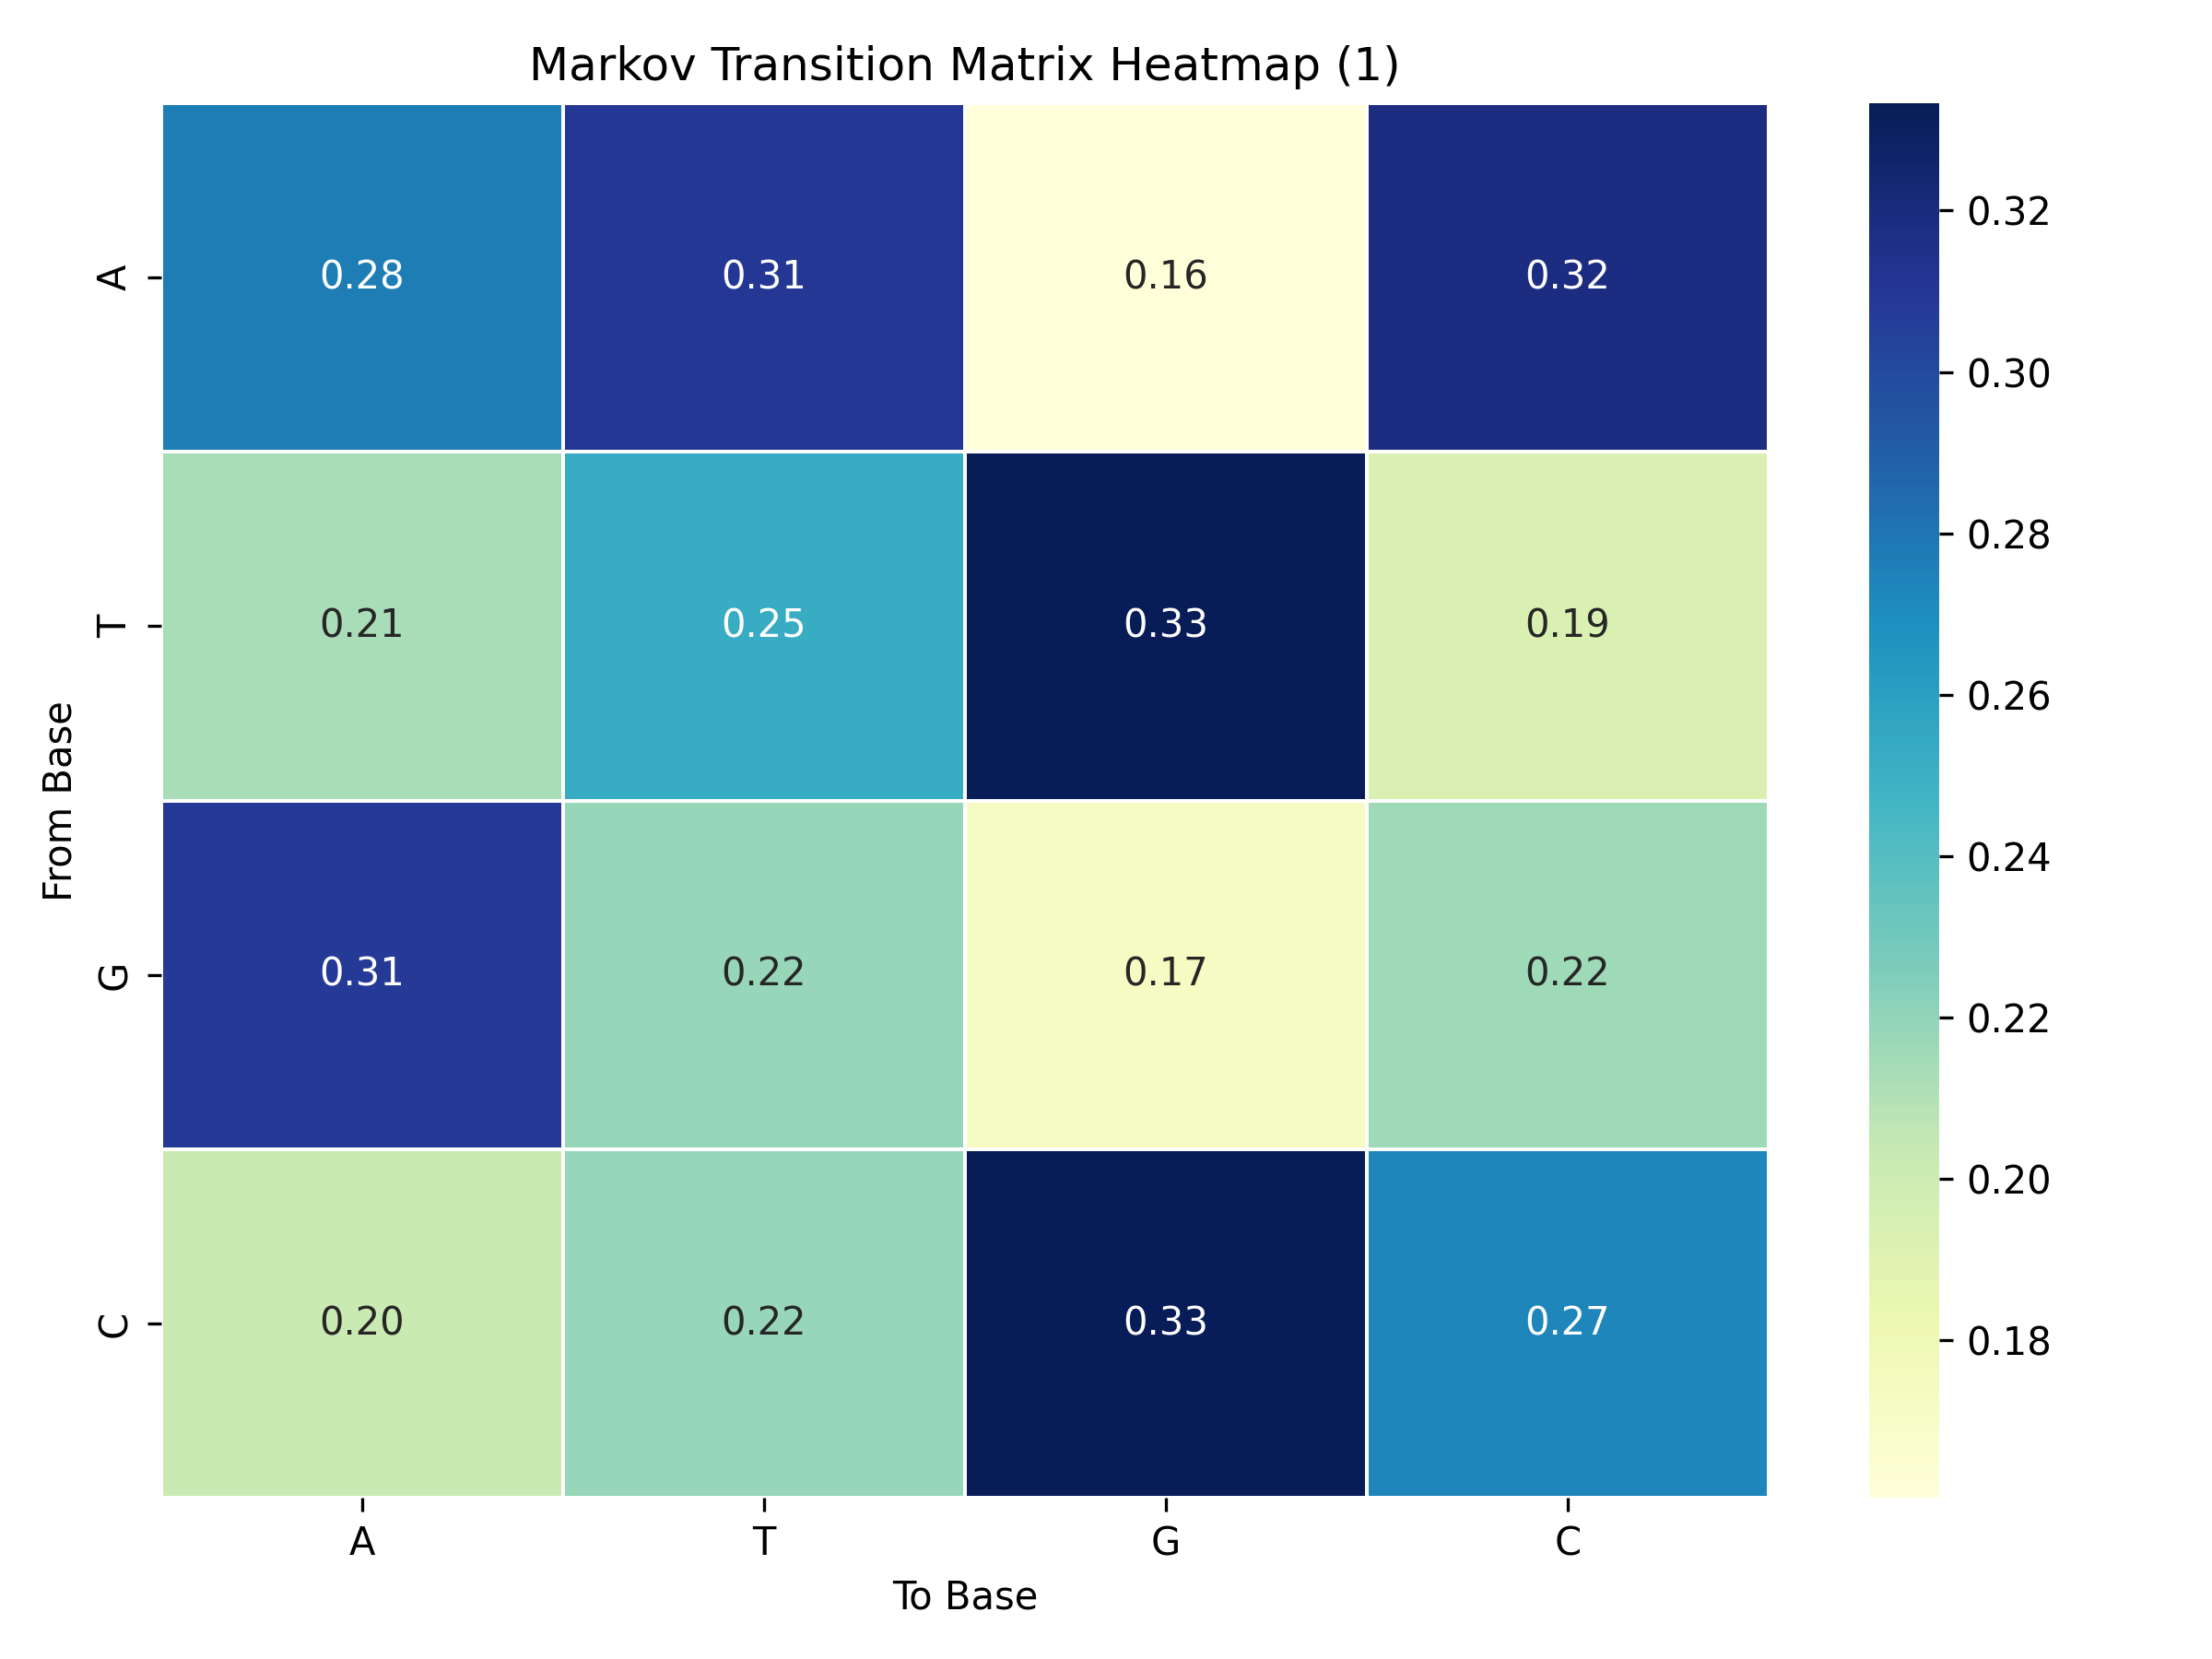 Markov Transition Matrix Heatmap (1)
A 0.28 0.31 0.16 0.32
T 0.21 0.25 0.33 0.19
G 0.31 0.22 0.17 0.22
C 0.20 0.22 0.33 0.27
A T G C
From Base
To Base
0.32
0.30
0.28
0.26
0.24
0.22
0.20
0.18